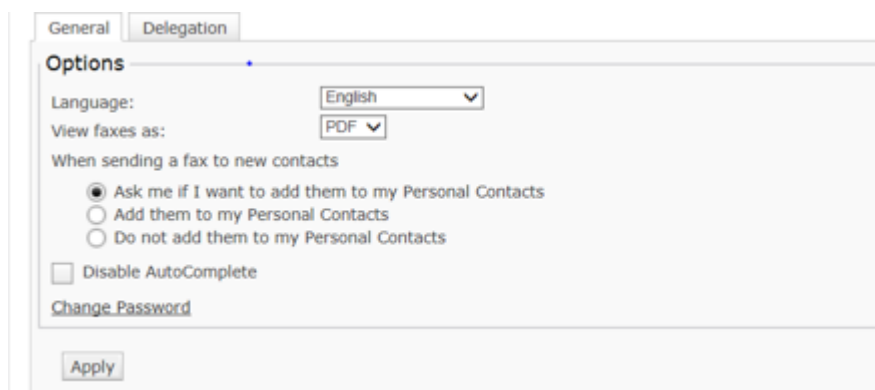 General Delegation
Options
Language: English
View faxes as: PDF
When sending a fax to new contacts
Ask me if I want to add them to my Personal Contacts
Add them to my Personal Contacts
Do not add them to my Personal Contacts
Disable AutoComplete
Change Password
Apply